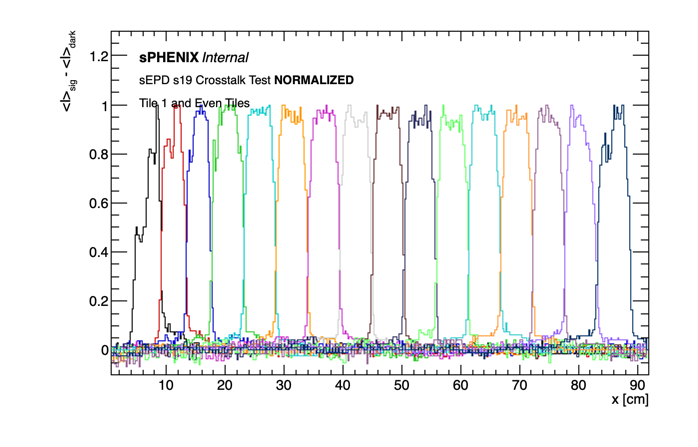 <I>sig - <I>dark
sPHENIX Internal
sEPD s19 Crosstalk Test NORMALIZED
Tile 1 and Even Tiles
1.2
1
0.8
0.6
0.4
0.2
0
10 20 30 40 50 60 70 80 90
x [cm]